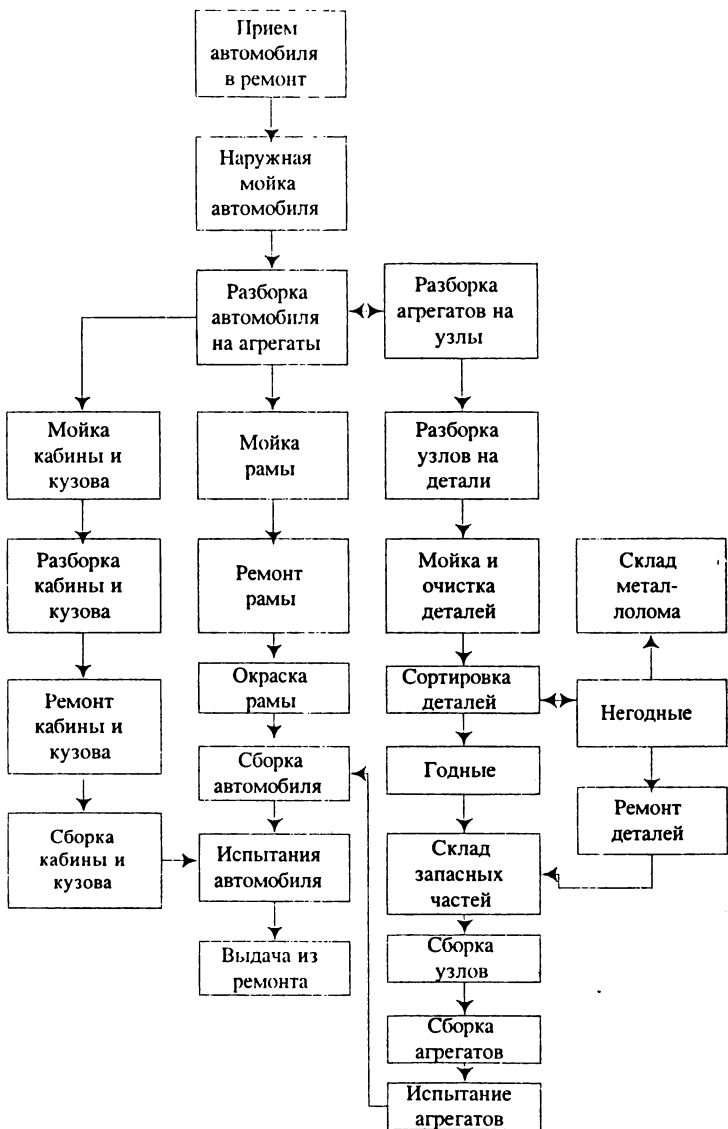 Прием
автомобиля
в ремонт
Наружная
мойка
автомобиля
Разборка
автомобиля
на агрегаты
Разборка
агрегатов на
узлы
Мойка
кабины и
кузова
Мойка
рамы
Разборка
узлов на
детали
Разборка
кабины и
кузова
Ремонт
рамы
Мойка и
очистка
деталей
Склад
метал-
лолома
Ремонт
кабины и
кузова
Окраска
рамы
Сортировка
деталей
Негодные
Сборка
автомобиля
Годные
Ремонт
деталей
Сборка
кабины и
кузова
Испытания
автомобиля
Склад
запасных
частей
Выдача из
ремонта
Сборка
узлов
Сборка
агрегатов
Испытание
агрегатов